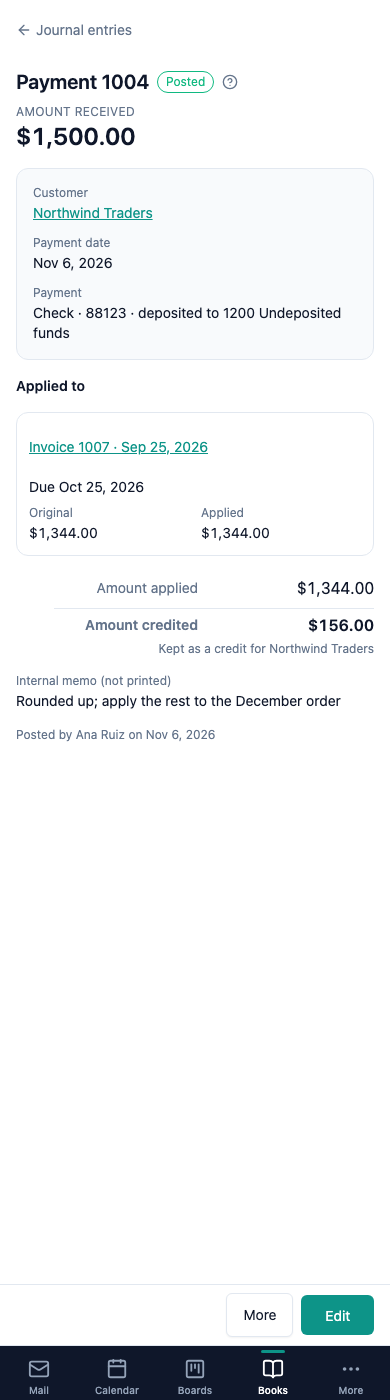 Journal entries
Payment 1004 Posted
AMOUNT RECEIVED
$1,500.00
Customer
Northwind Traders
Payment date
Nov 6, 2026
Payment
Check · 88123 · deposited to 1200 Undeposited
funds
Applied to
Invoice 1007 · Sep 25, 2026
Due Oct 25, 2026
Original Applied
$1,344.00 $1,344.00
Amount applied $1,344.00
Amount credited $156.00
Kept as a credit for Northwind Traders
Internal memo (not printed)
Rounded up; apply the rest to the December order
Posted by Ana Ruiz on Nov 6, 2026
More Edit
Mail Calendar Boards Books More